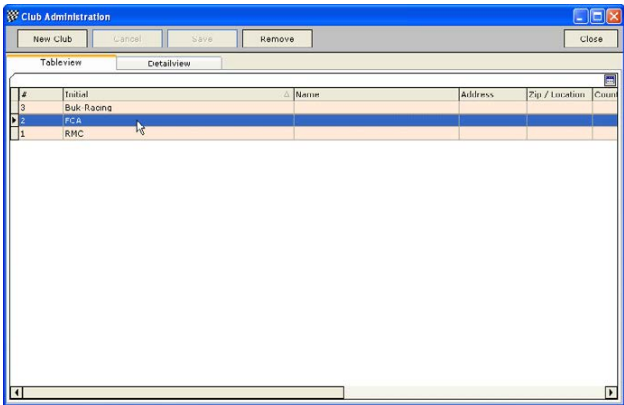 Club Administration
New Club Cancel Save Remove Close
Tableview Detailview
# Initial Name Address Zip / Location Count
3 Buk-Racing
2 FCA
1 RMC